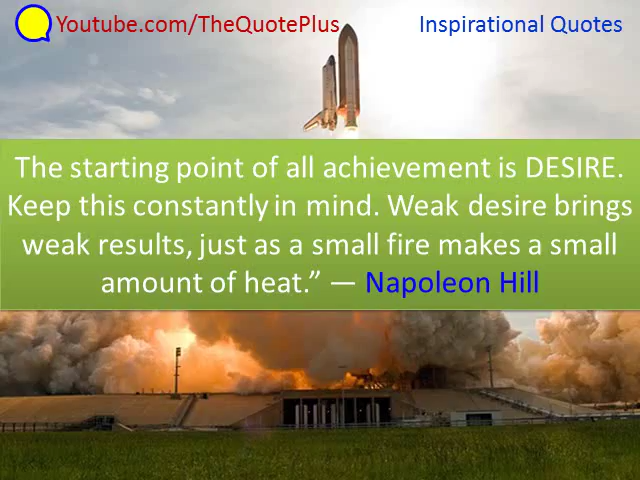 Youtube.com/TheQuotePlus
Inspirational Quotes
The starting point of all achievement is DESIRE.
Keep this constantly in mind. Weak desire brings
weak results, just as a small fire makes a small
amount of heat.” — Napoleon Hill